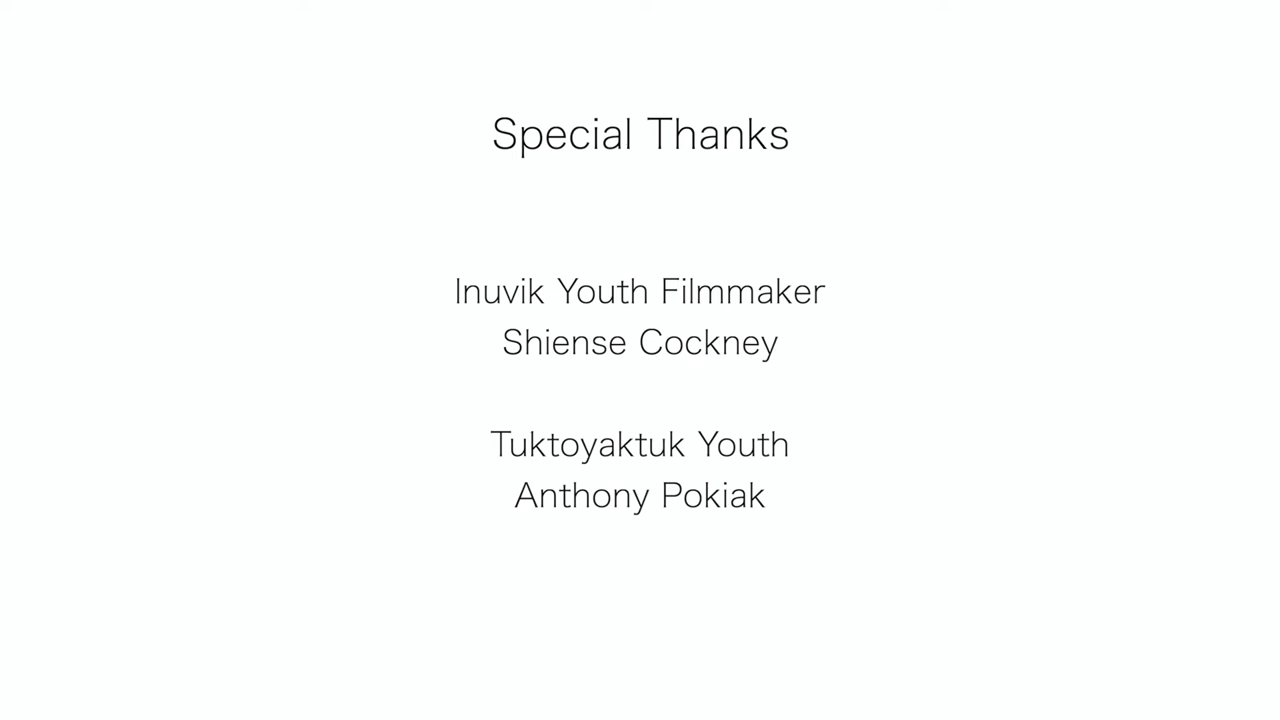 Special Thanks
Inuvik Youth Filmmaker
Shiense Cockney
Tuktoyaktuk Youth
Anthony Pokiak